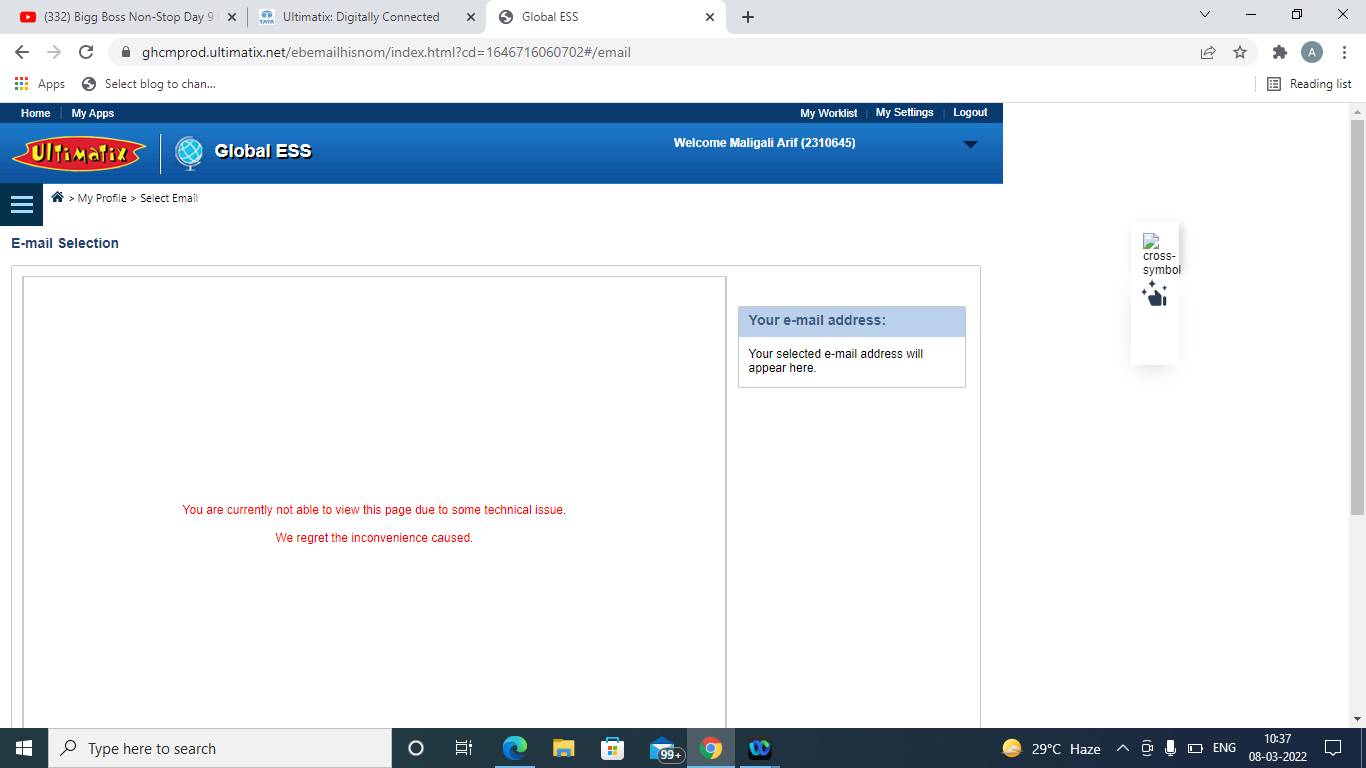 (332) Bigg Boss Non-Stop Day 9
Ultimatix: Digitally Connected
Global ESS
ghcmprod.ultimatix.net/ebemailhisnom/index.html?cd=1646716060702#/email
A
Apps
Select blog to chan...
Reading list
Home
My Apps
My Worklist
My Settings
Logout
Ultimatix
Global ESS
Welcome Maligali Arif (2310645)
> My Profile > Select Email
E-mail Selection
cross-
symbol
Your e-mail address:
Your selected e-mail address will
appear here.
You are currently not able to view this page due to some technical issue.
We regret the inconvenience caused.
Type here to search
99+
29°C Haze
ENG
10:37
08-03-2022